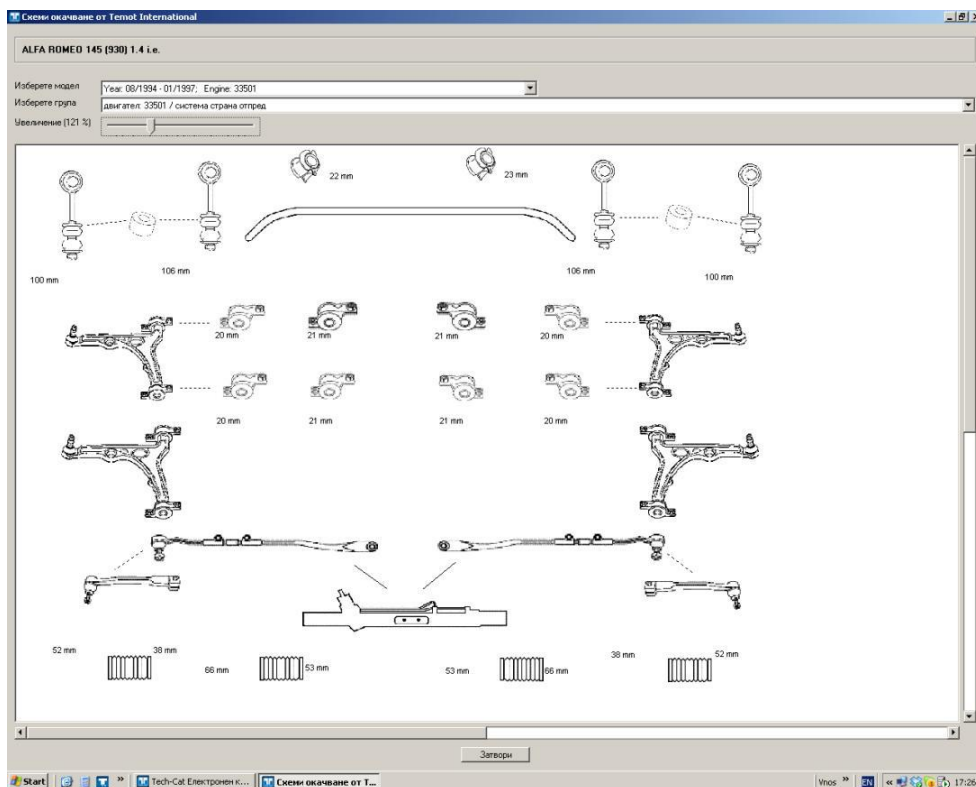 Схеми окачване от Temot International
ALFA ROMEO 145 (930) 1.4 i.e.
Изберете модел
Year: 08/1994 - 01/1997; Engine: 33501
Изберете група
двигател: 33501 / система страна отпред
Увеличение (121 %)
22 mm
23 mm
100 mm
106 mm
106 mm
100 mm
20 mm
21 mm
21 mm
20 mm
20 mm
21 mm
21 mm
20 mm
52 mm
38 mm
66 mm
53 mm
53 mm
66 mm
38 mm
52 mm
Затвори
Start
Tech-Cat Електронен к...
Схеми окачване от Т...
Vnos
EN
17:26